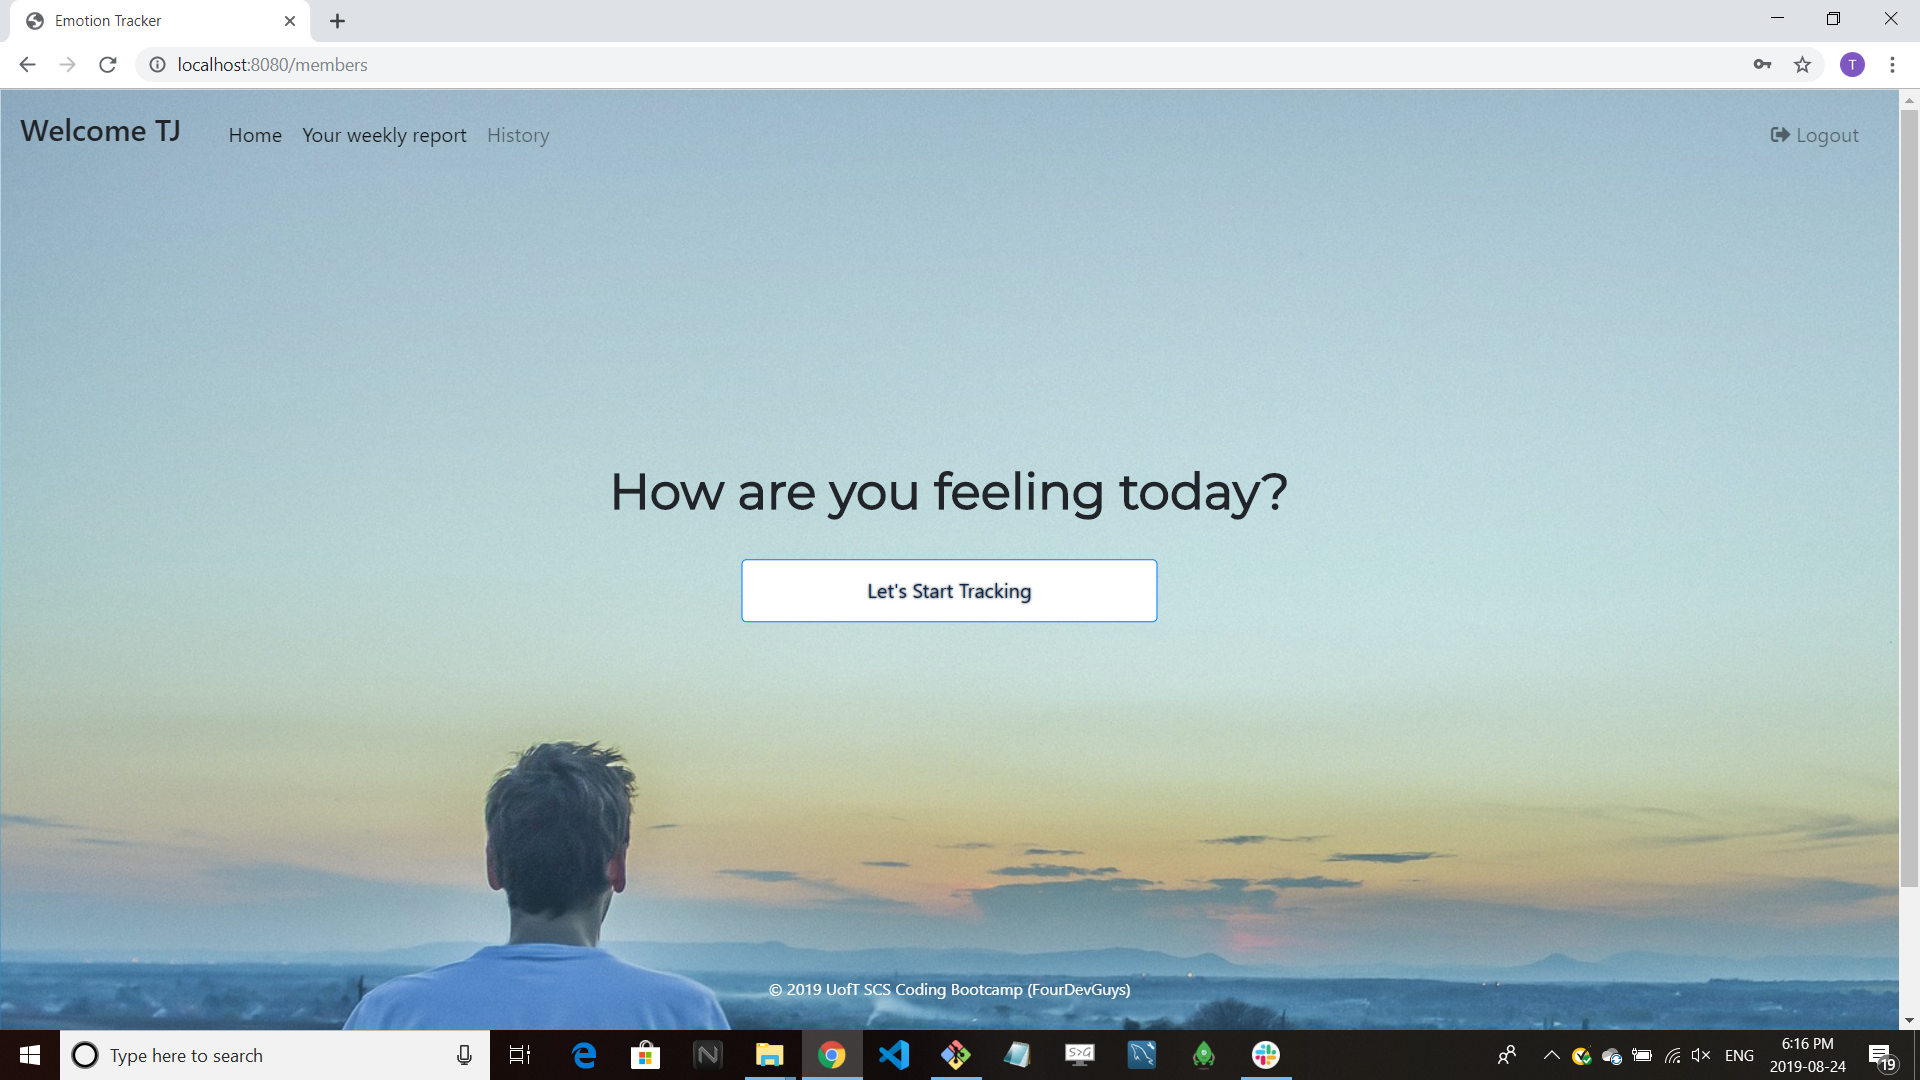 Emotion Tracker
localhost:8080/members
T
Welcome TJ Home Your weekly report History Logout
How are you feeling today?
Let's Start Tracking
© 2019 UofT SCS Coding Bootcamp (FourDevGuys)
Type here to search
N
S>G
ENG
6:16 PM
2019-08-24
19